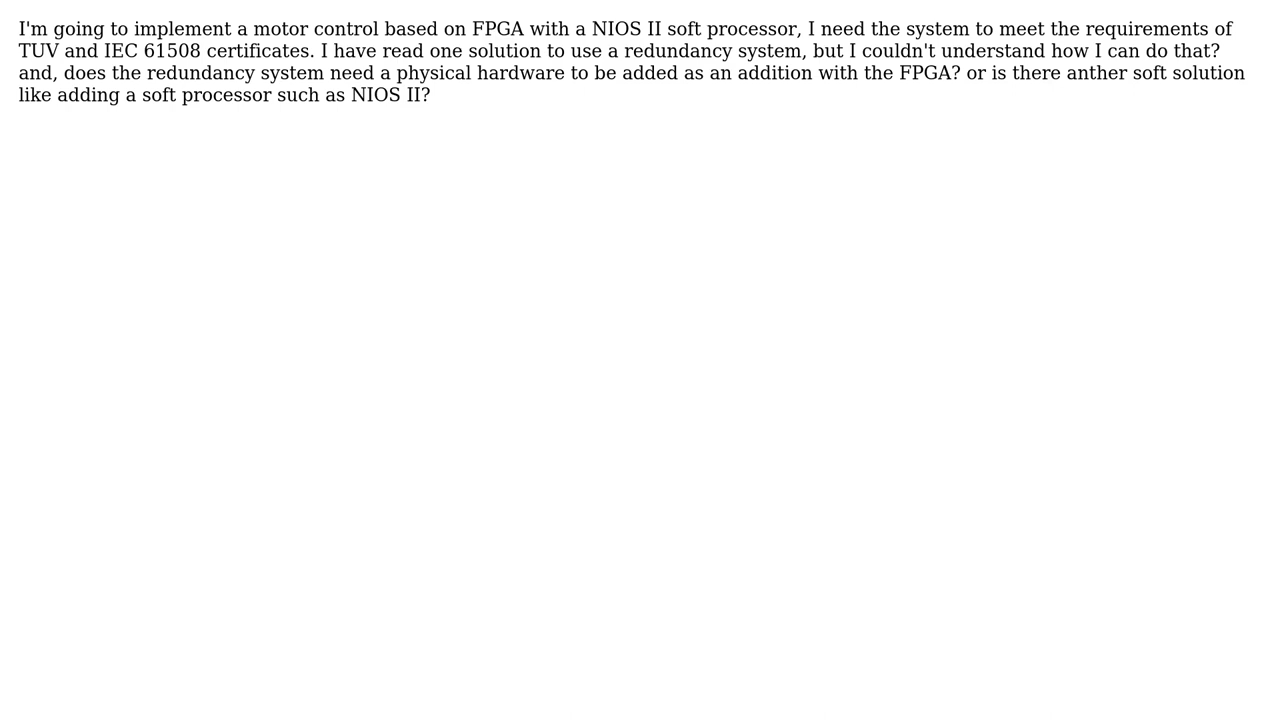 I'm going to implement a motor control based on FPGA with a NIOS II soft processor, I need the system to meet the requirements of
TUV and IEC 61508 certificates. I have read one solution to use a redundancy system, but I couldn't understand how I can do that?
and, does the redundancy system need a physical hardware to be added as an addition with the FPGA? or is there anther soft solution
like adding a soft processor such as NIOS II?